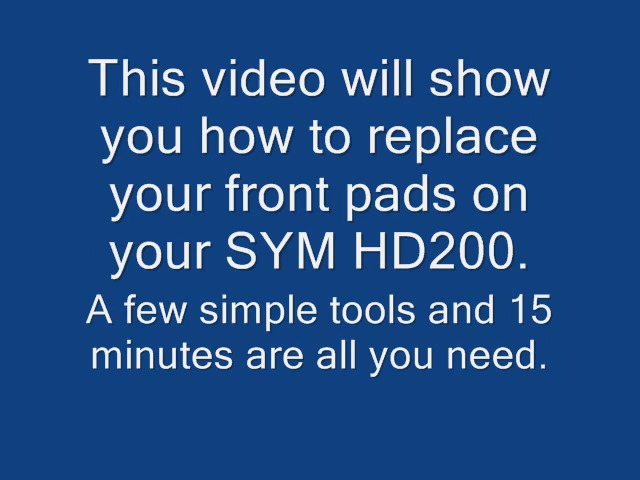 This video will show
you how to replace
your front pads on
your SYM HD200.
A few simple tools and 15
minutes are all you need.